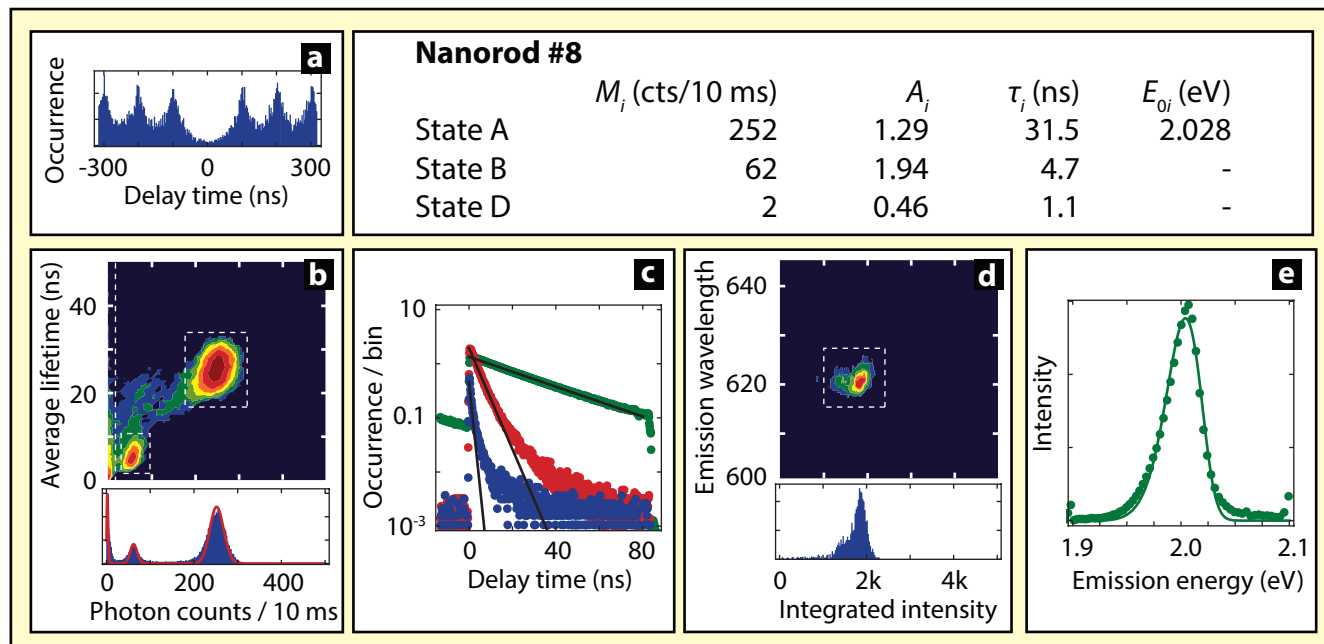 a
Occurrence
-300 0 300
Delay time (ns)
Nanorod #8
Mᵢ (cts/10 ms) Aᵢ τᵢ (ns) E₀ᵢ (eV)
State A 252 1.29 31.5 2.028
State B 62 1.94 4.7 -
State D 2 0.46 1.1 -
b
Average lifetime (ns)
40
20
0
0 200 400
Photon counts / 10 ms
c
Occurrence / bin
10
0.1
10⁻³
0 40 80
Delay time (ns)
d
Emission wavelength
640
620
600
0 2k 4k
Integrated intensity
e
Intensity
1.9 2.0 2.1
Emission energy (eV)